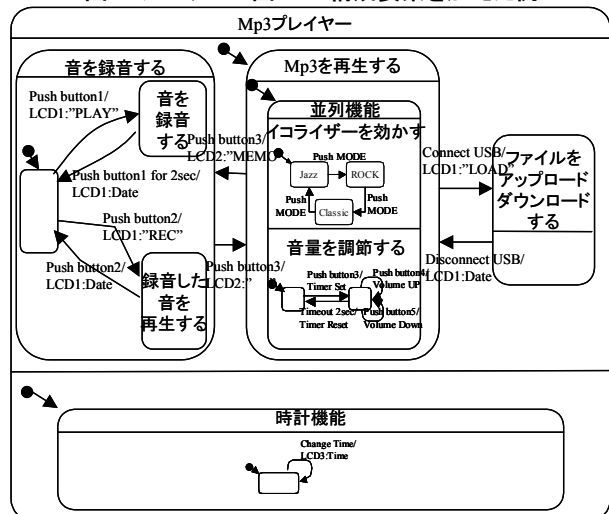 Mp3プレイヤー
音を録音する
Push button1/
LCD1:"PLAY"
音を
録音
する
Push button1 for 2sec/
LCD1:Date
Push button2/
LCD1:"REC"
Push button2/
LCD1:Date
録音した
音を
再生する
Push button3/
LCD2:"MEMO
Push button3/
LCD2:" "
Mp3を再生する
並列機能
イコライザーを効かす
Push MODE
Jazz
ROCK
Push
MODE
Classic
Push
MODE
音量を調節する
Push button3/
Timer Set
Push button4/
Volume UP
Timeout 2sec/
Timer Reset
Push button5/
Volume Down
Connect USB/
LCD1:"LOAD"
ファイルを
アップロード
ダウンロード
する
Disconnect USB/
LCD1:Date
時計機能
Change Time/
LCD3:Time